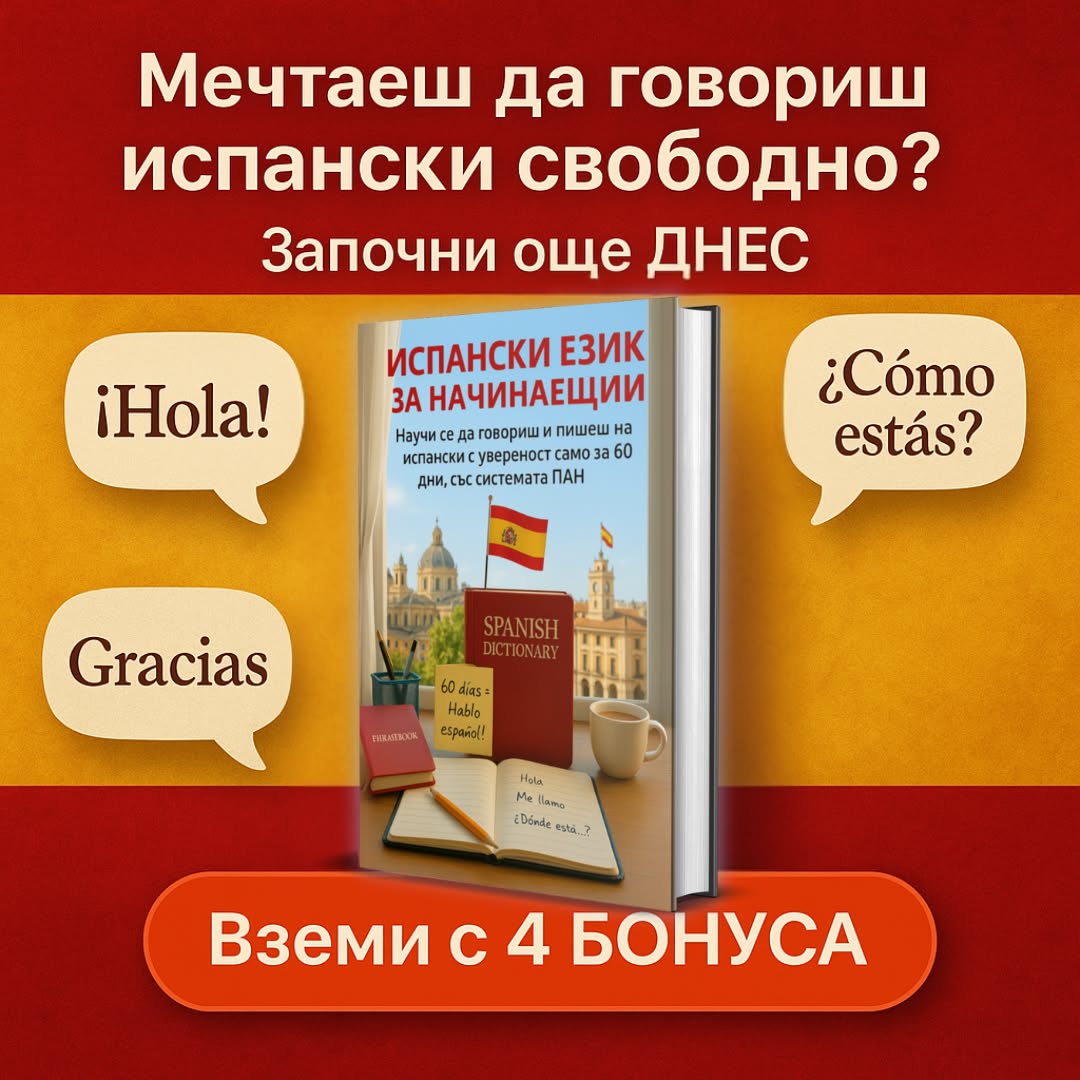 Мечтаеш да говориш
испански свободно?
Започни още ДНЕС
¡Hola!
¿Cómo
estás?
Gracias
ИСПАНСКИ ЕЗИК
ЗА НАЧИНАЕЩИИ
Научи се да говориш и пишеш на
испански с увереност само за 60
дни, със системата ПАН
SPANISH
DICTIONARY
60 días =
Hablo
español!
PHRASEBOOK
Hola
Me llamo
¿Dónde está...?
Вземи с 4 БОНУСА